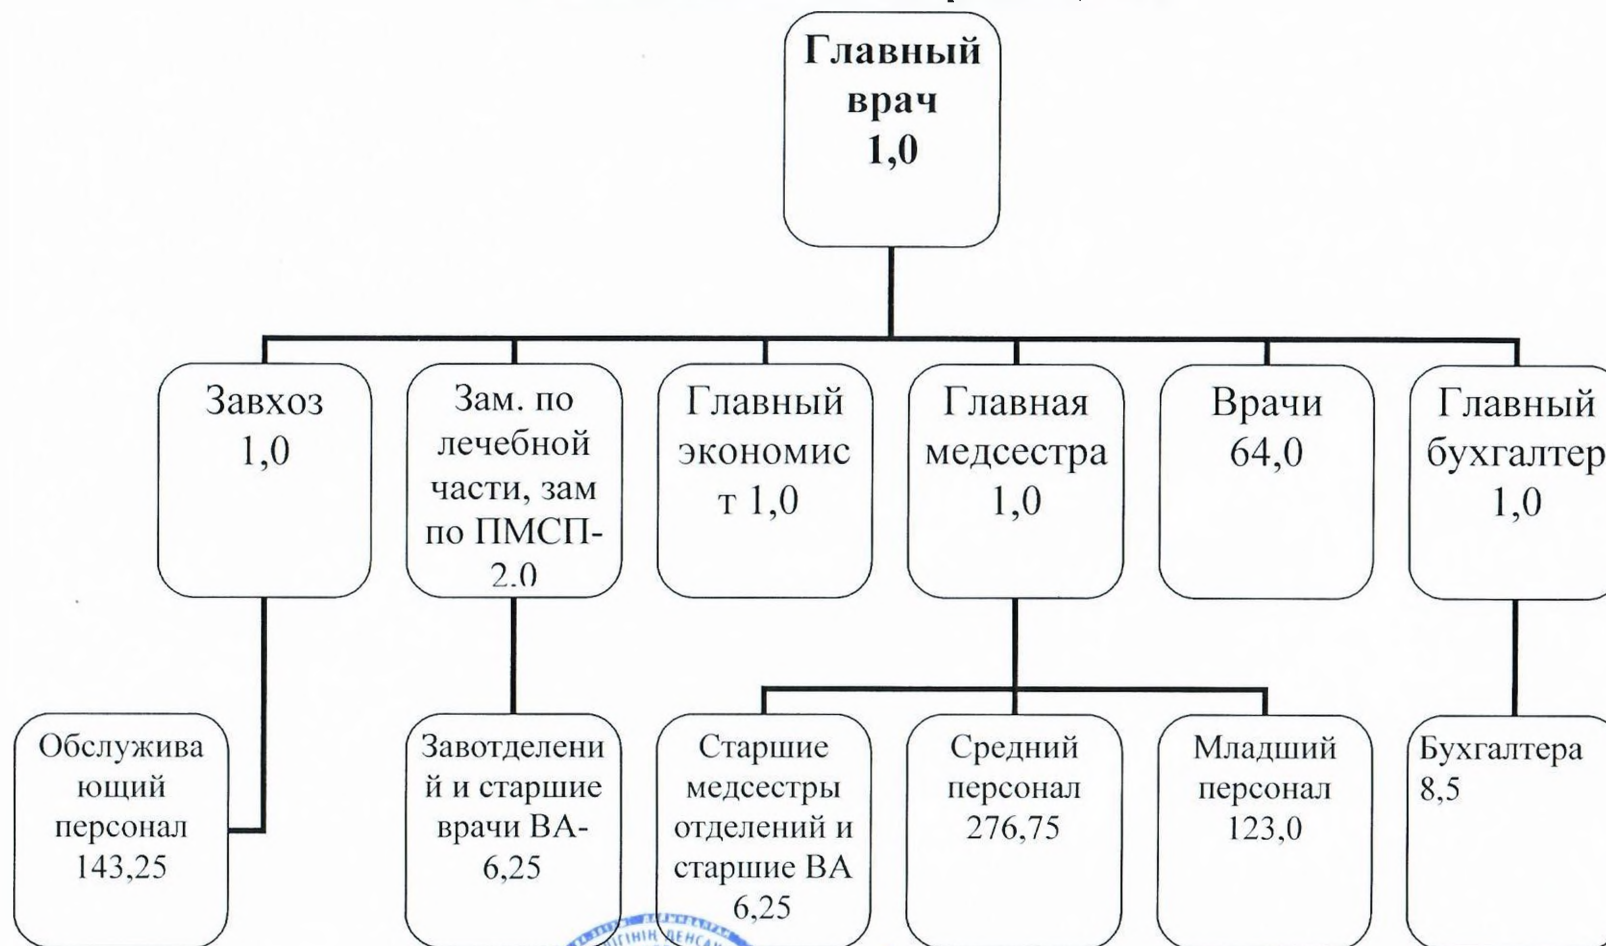 Главный
врач
1,0
Завхоз
1,0
Зам. по
лечебной
части, зам
по ПМСП-
2.0
Главный
экономис
т 1,0
Главная
медсестра
1,0
Врачи
64,0
Главный
бухгалтер
1,0
Обслужива
ющий
персонал
143,25
Завотделени
й и старшие
врачи ВА-
6,25
Старшие
медсестры
отделений и
старшие ВА
6,25
Средний
персонал
276,75
Младший
персонал
123,0
Бухгалтера
8,5